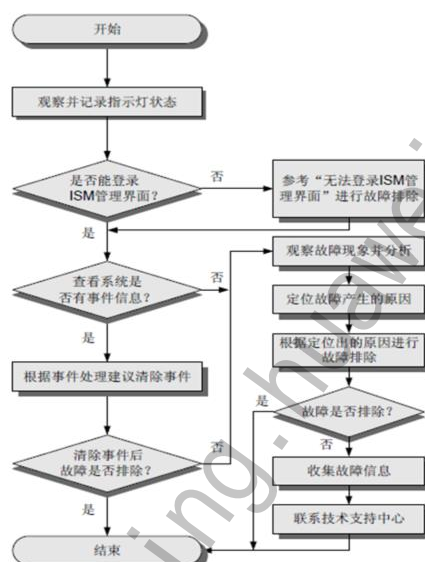 开始
观察并记录指示灯状态
是否能登录
ISM管理界面？
否
参考“无法登录ISM管
理界面”进行故障排除
是
查看系统是
否有事件信息？
否
是
根据事件处理建议清除事件
清除事件后
故障是否排除？
否
是
结束
观察故障现象并分析
定位故障产生的原因
根据定位出的原因进行
故障排除
故障是否排除？
是
否
收集故障信息
联系技术支持中心
ing.huawei.